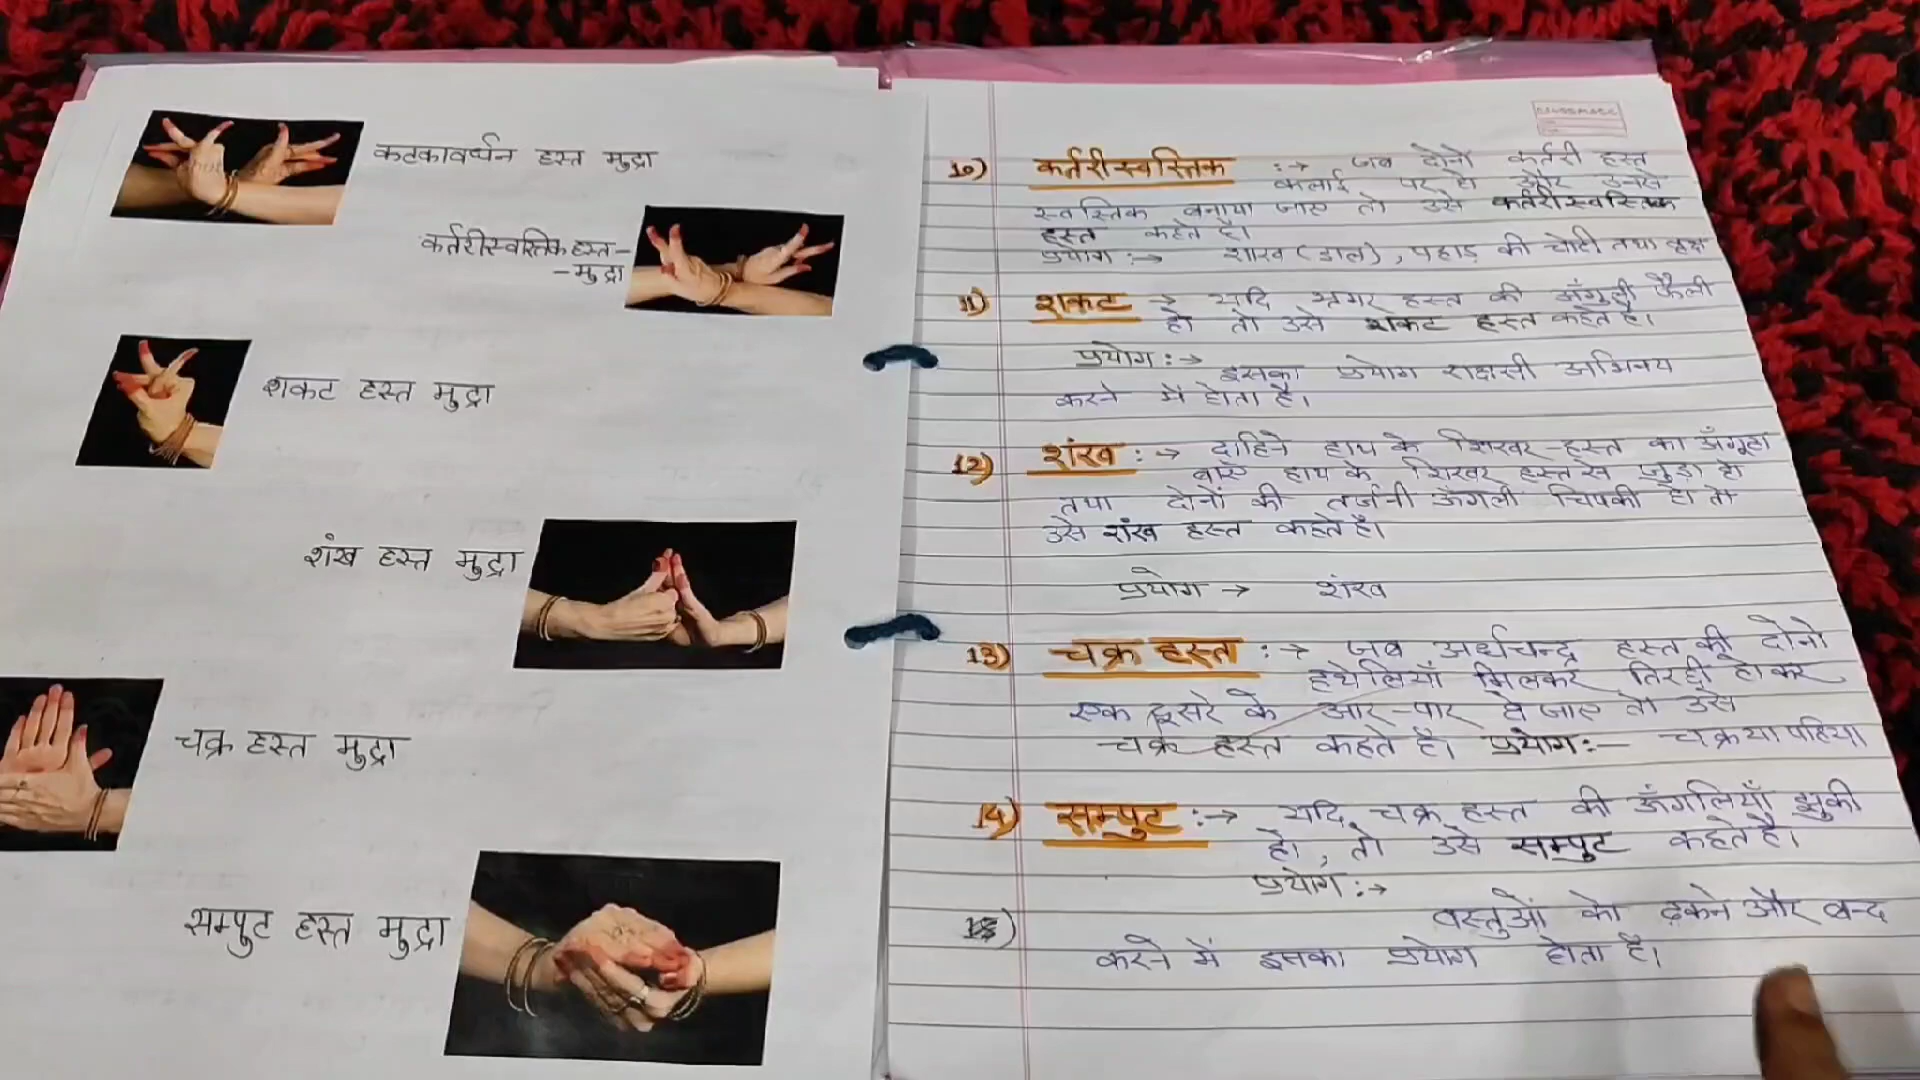 कटकावर्धन हस्त मुद्रा
कर्तरीस्वस्तिक हस्त-
-मुद्रा
शकट हस्त मुद्रा
शंख हस्त मुद्रा
चक्र हस्त मुद्रा
सम्पुट हस्त मुद्रा
10) कर्तरीस्वस्तिक :→ जब दोनो कर्तरी हस्त
कलाई पर हो और उनसे
स्वस्तिक बनाया जाए तो उसे कर्तरीस्वस्तिक
हस्त कहते है।
प्रयोग :→ शाख (डाल), पहाड़ की चोटी तथा वृक्ष
11) शकट → यदि भ्रमर हस्त की अँगुली फैली
हो तो उसे शकट हस्त कहते है।
प्रयोग :→
इसका प्रयोग राक्षसी अभिनय
करने में होता है।
12) शंख :→ दाहिने हाथ के शिखर-हस्त का अँगूठा
बाएँ हाथ के शिखर हस्त से जुड़ा हो
तथा दोनों की तर्जनी ऊँगली चिपकी हो तो
उसे शंख हस्त कहते है।
प्रयोग → शंख
13) चक्र हस्त :→ जब अर्धचन्द्र हस्त की दोनो
हथेलियाँ मिलकर तिरछी होकर
एक दूसरे के आर-पार हो जाए तो उसे
चक्र हस्त कहते है। प्रयोग :— चक्र या पहिया
14) सम्पुट :→ यदि चक्र हस्त की ऊँगलियाँ झुकी
हो, तो उसे सम्पुट कहते है।
प्रयोग :→
वस्तुओं को ढ़कने और बन्द
करने में इसका प्रयोग होता है।